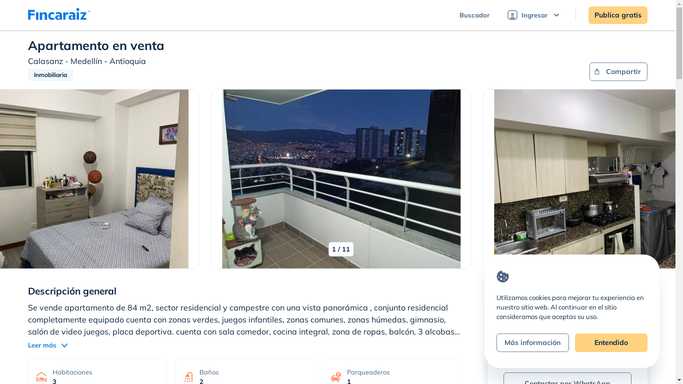 Fincaraiz
Buscador
Ingresar
Publica gratis
Apartamento en venta
Calasanz - Medellín - Antioquia
Inmobiliaria
Compartir
1 / 11
Descripción general
Se vende apartamento de 84 m2, sector residencial y campestre con una vista panorámica , conjunto residencial
completamente equipado cuenta con zonas verdes, juegos infantiles, zonas comunes, zonas húmedas, gimnasio,
salón de video juegos, placa deportiva. cuenta con sala comedor, cocina integral, zona de ropas, balcón, 3 alcobas...
Leer más
Habitaciones
3
Baños
2
Parqueaderos
1
Utilizamos cookies para mejorar tu experiencia en
nuestro sitio web. Al continuar en el sitio
consideramos que aceptas su uso.
Más información
Entendido
Contactar por WhatsApp